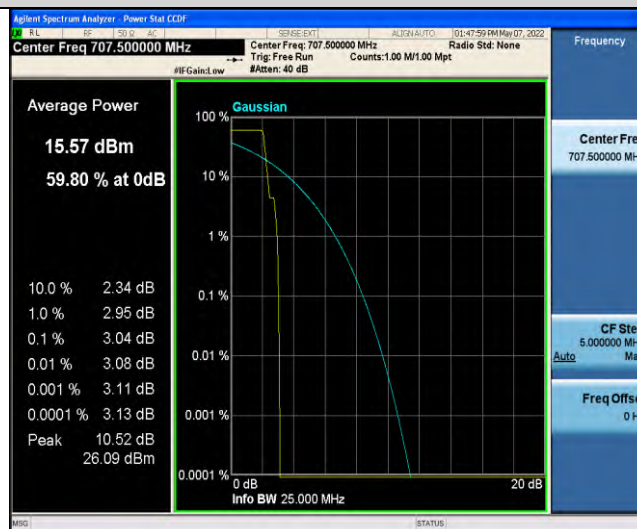 Agilent Spectrum Analyzer - Power Stat CCDF
RL RF 50 Ω AC SENSE:EXT ALIGN AUTO 01:47:59 PM May 07, 2022
Center Freq 707.500000 MHz
Center Freq: 707.500000 MHz Radio Std: None
Trig: Free Run Counts:1.00 M/1.00 Mpt
#IFGain:Low #Atten: 40 dB
Frequency
Average Power
15.57 dBm
59.80 % at 0dB
10.0 % 2.34 dB
1.0 % 2.95 dB
0.1 % 3.04 dB
0.01 % 3.08 dB
0.001 % 3.11 dB
0.0001 % 3.13 dB
Peak 10.52 dB
26.09 dBm
Gaussian
100 %
10 %
1 %
0.1 %
0.01 %
0.001 %
0.0001 %
0 dB 20 dB
Info BW 25.000 MHz
Center Fre
707.500000 MH
CF Ste
5.000000 MH
Auto Ma
Freq Offs
0 H
MSG STATUS